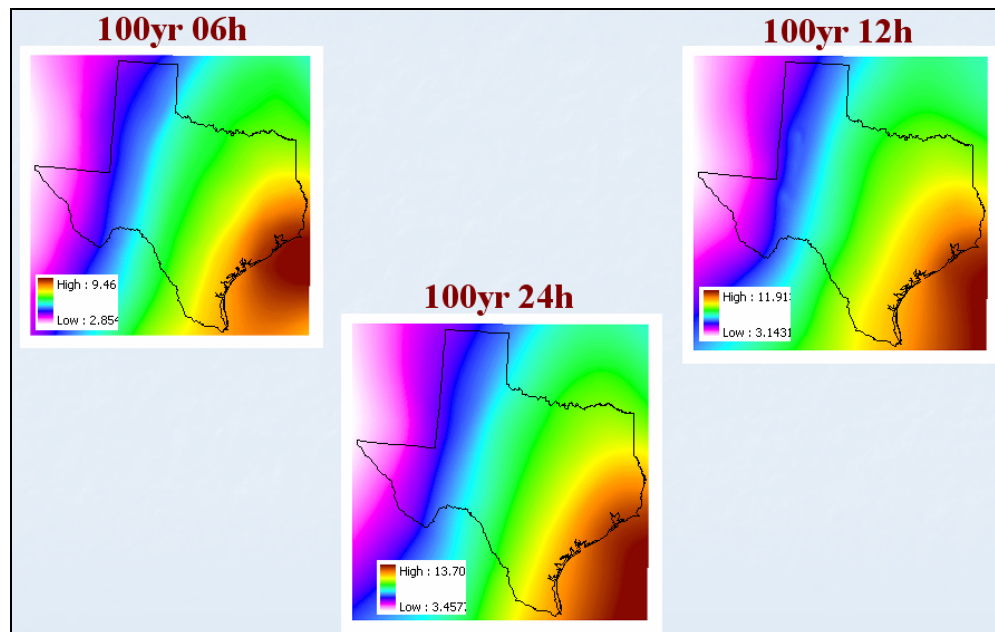 100yr 06h
100yr 12h
High : 9.46
Low : 2.854
100yr 24h
High : 11.91
Low : 3.1431
High : 13.70
Low : 3.457